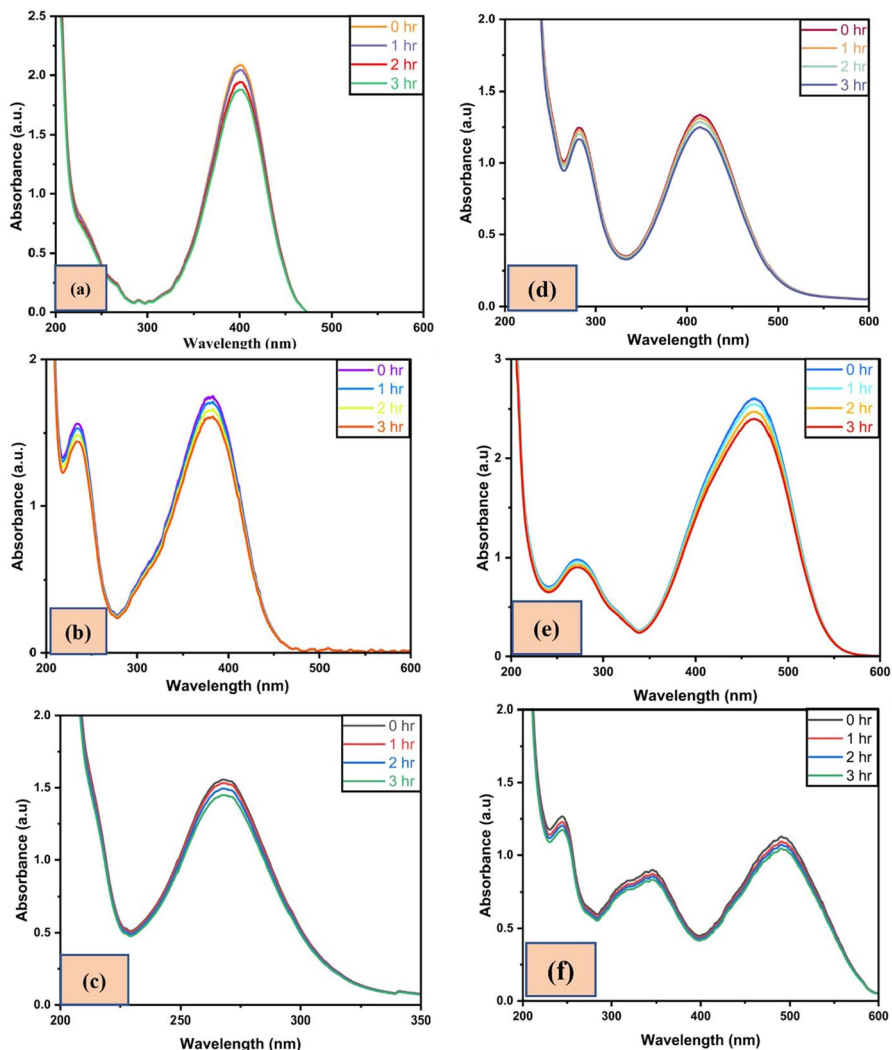 2.5
2.0
1.5
1.0
0.5
0.0
Absorbance (a.u.)
0 hr
1 hr
2 hr
3 hr
(a)
200
300
400
500
600
Wavelength (nm)
2.0
1.5
1.0
0.5
0.0
Absorbance (a.u)
0 hr
1 hr
2 hr
3 hr
(d)
200
300
400
500
600
Wavelength (nm)
2
1
0
Absorbance (a.u.)
0 hr
1 hr
2 hr
3 hr
(b)
200
300
400
500
600
Wavelength (nm)
3
2
1
0
Absorbance (a.u)
0 hr
1 hr
2 hr
3 hr
(e)
200
300
400
500
600
Wavelength (nm)
2.0
1.5
1.0
0.5
0.0
Absorbance (a.u)
0 hr
1 hr
2 hr
3 hr
(c)
200
250
300
350
Wavelength (nm)
2.0
1.5
1.0
0.5
0.0
Absorbance (a.u)
0 hr
1 hr
2 hr
3 hr
(f)
200
300
400
500
600
Wavelength (nm)